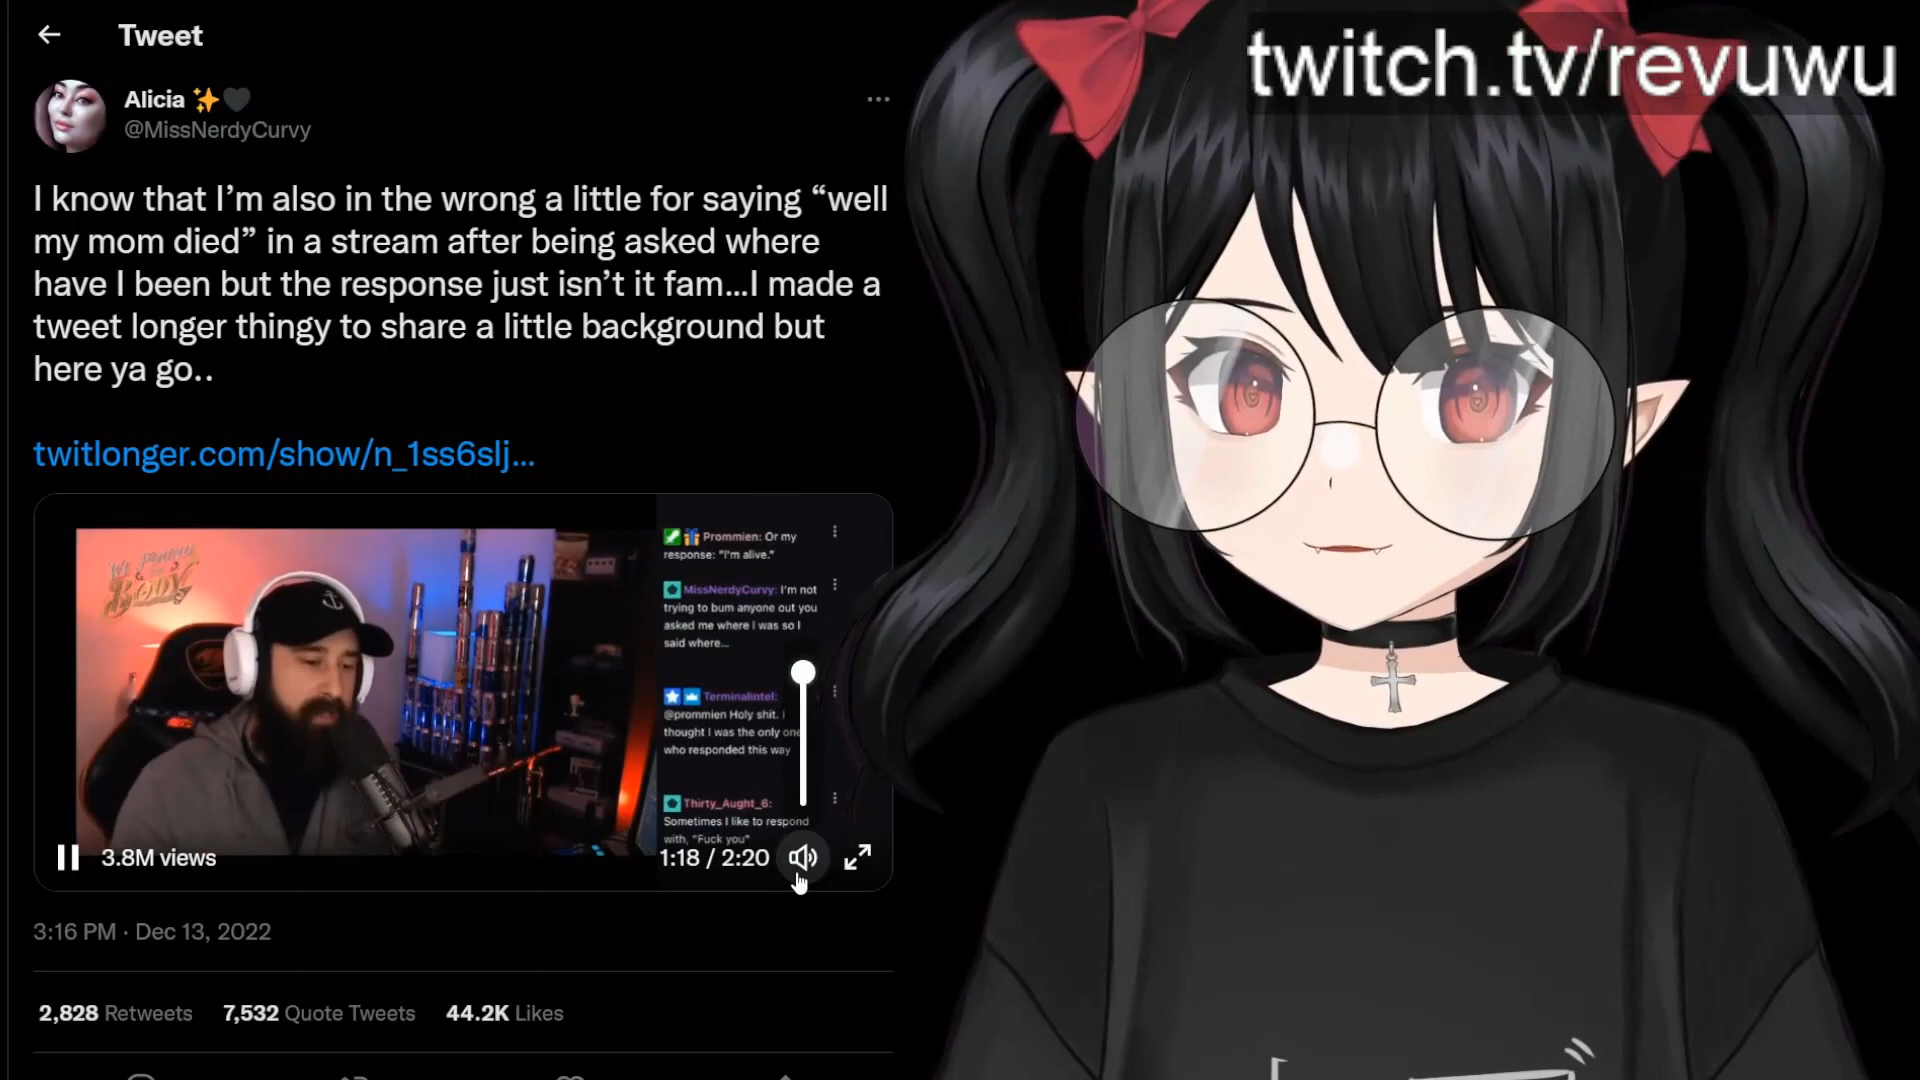 Tweet
twitch.tv/revuwu
Alicia ✨🖤
@MissNerdyCurvy
I know that I’m also in the wrong a little for saying “well
my mom died” in a stream after being asked where
have I been but the response just isn’t it fam...I made a
tweet longer thingy to share a little background but
here ya go..
twitlonger.com/show/n_1ss6slj…
WE FOUND
BODY
Prommien: Or my
response: "I'm alive."
MissNerdyCurvy: I'm not
trying to bum anyone out you
asked me where I was so I
said where...
Terminalintel:
@prommien Holy shit. I
thought I was the only one
who responded this way
Thirty_Aught_6:
Sometimes I like to respond
with, "Fuck you"
3.8M views
1:18 / 2:20
3:16 PM · Dec 13, 2022
2,828 Retweets 7,532 Quote Tweets 44.2K Likes